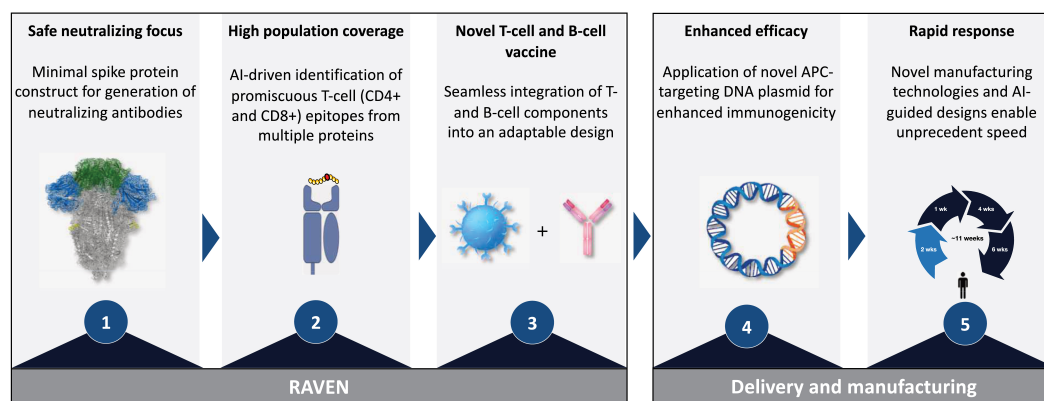 Safe neutralizing focus
Minimal spike protein
construct for generation of
neutralizing antibodies
1
High population coverage
AI-driven identification of
promiscuous T-cell (CD4+
and CD8+) epitopes from
multiple proteins
2
Novel T-cell and B-cell
vaccine
Seamless integration of T-
and B-cell components
into an adaptable design
+
3
RAVEN
Enhanced efficacy
Application of novel APC-
targeting DNA plasmid for
enhanced immunogenicity
4
Rapid response
Novel manufacturing
technologies and AI-
guided designs enable
unprecedent speed
1 wk
4 wks
2 wks
~11 weeks
6 wks
5
Delivery and manufacturing